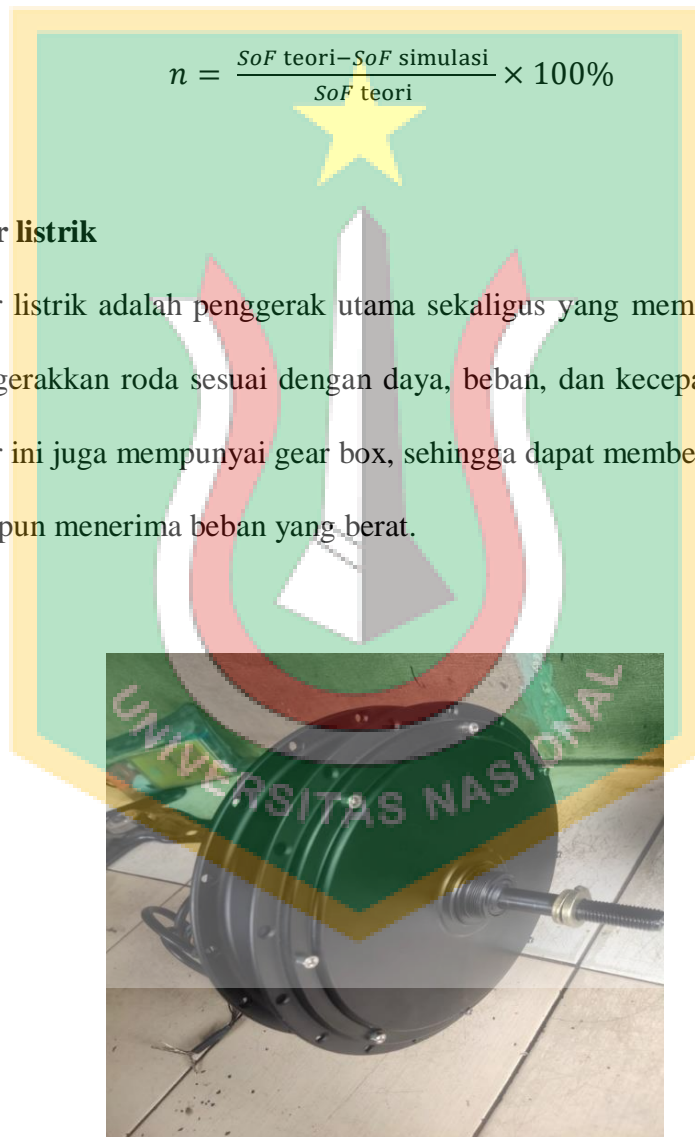 n = SoF teori−SoF simulasi / SoF teori × 100%
r listrik
r listrik adalah penggerak utama sekaligus yang mem
gerakkan roda sesuai dengan daya, beban, dan kecepa
r ini juga mempunyai gear box, sehingga dapat membe
pun menerima beban yang berat.
UNIVERSITAS NASIONAL